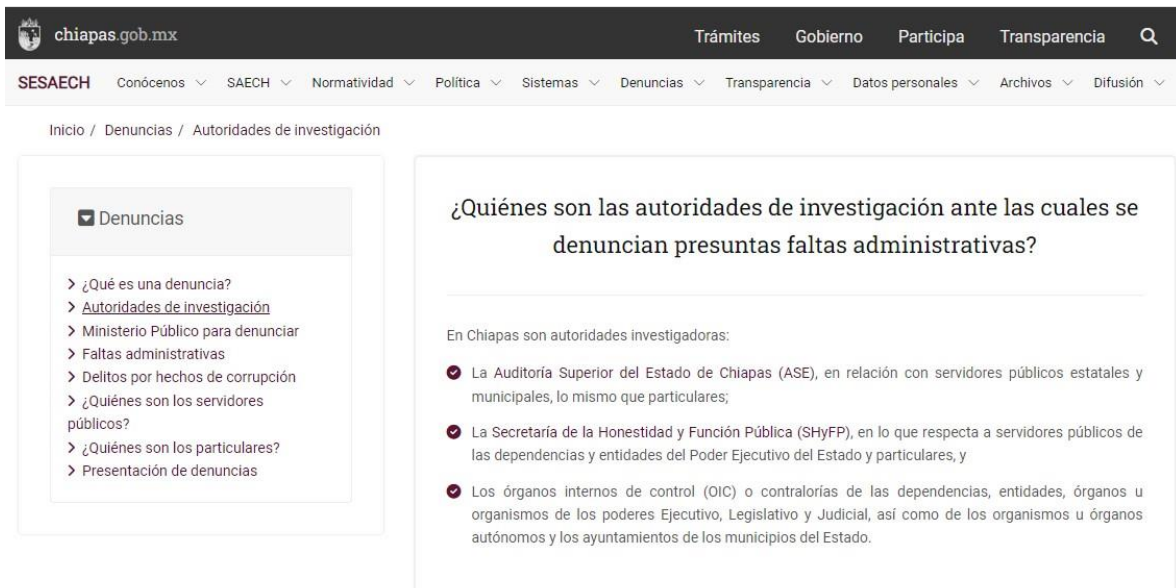 chiapas.gob.mx
Trámites Gobierno Participa Transparencia
SESAECH Conócenos SAECH Normatividad Política Sistemas Denuncias Transparencia Datos personales Archivos Difusión
Inicio / Denuncias / Autoridades de investigación
Denuncias
¿Qué es una denuncia?
Autoridades de investigación
Ministerio Público para denunciar
Faltas administrativas
Delitos por hechos de corrupción
¿Quiénes son los servidores
públicos?
¿Quiénes son los particulares?
Presentación de denuncias
¿Quiénes son las autoridades de investigación ante las cuales se
denuncian presuntas faltas administrativas?
En Chiapas son autoridades investigadoras:
La Auditoría Superior del Estado de Chiapas (ASE), en relación con servidores públicos estatales y
municipales, lo mismo que particulares;
La Secretaría de la Honestidad y Función Pública (SHyFP), en lo que respecta a servidores públicos de
las dependencias y entidades del Poder Ejecutivo del Estado y particulares, y
Los órganos internos de control (OIC) o contralorías de las dependencias, entidades, órganos u
organismos de los poderes Ejecutivo, Legislativo y Judicial, así como de los organismos u órganos
autónomos y los ayuntamientos de los municipios del Estado.